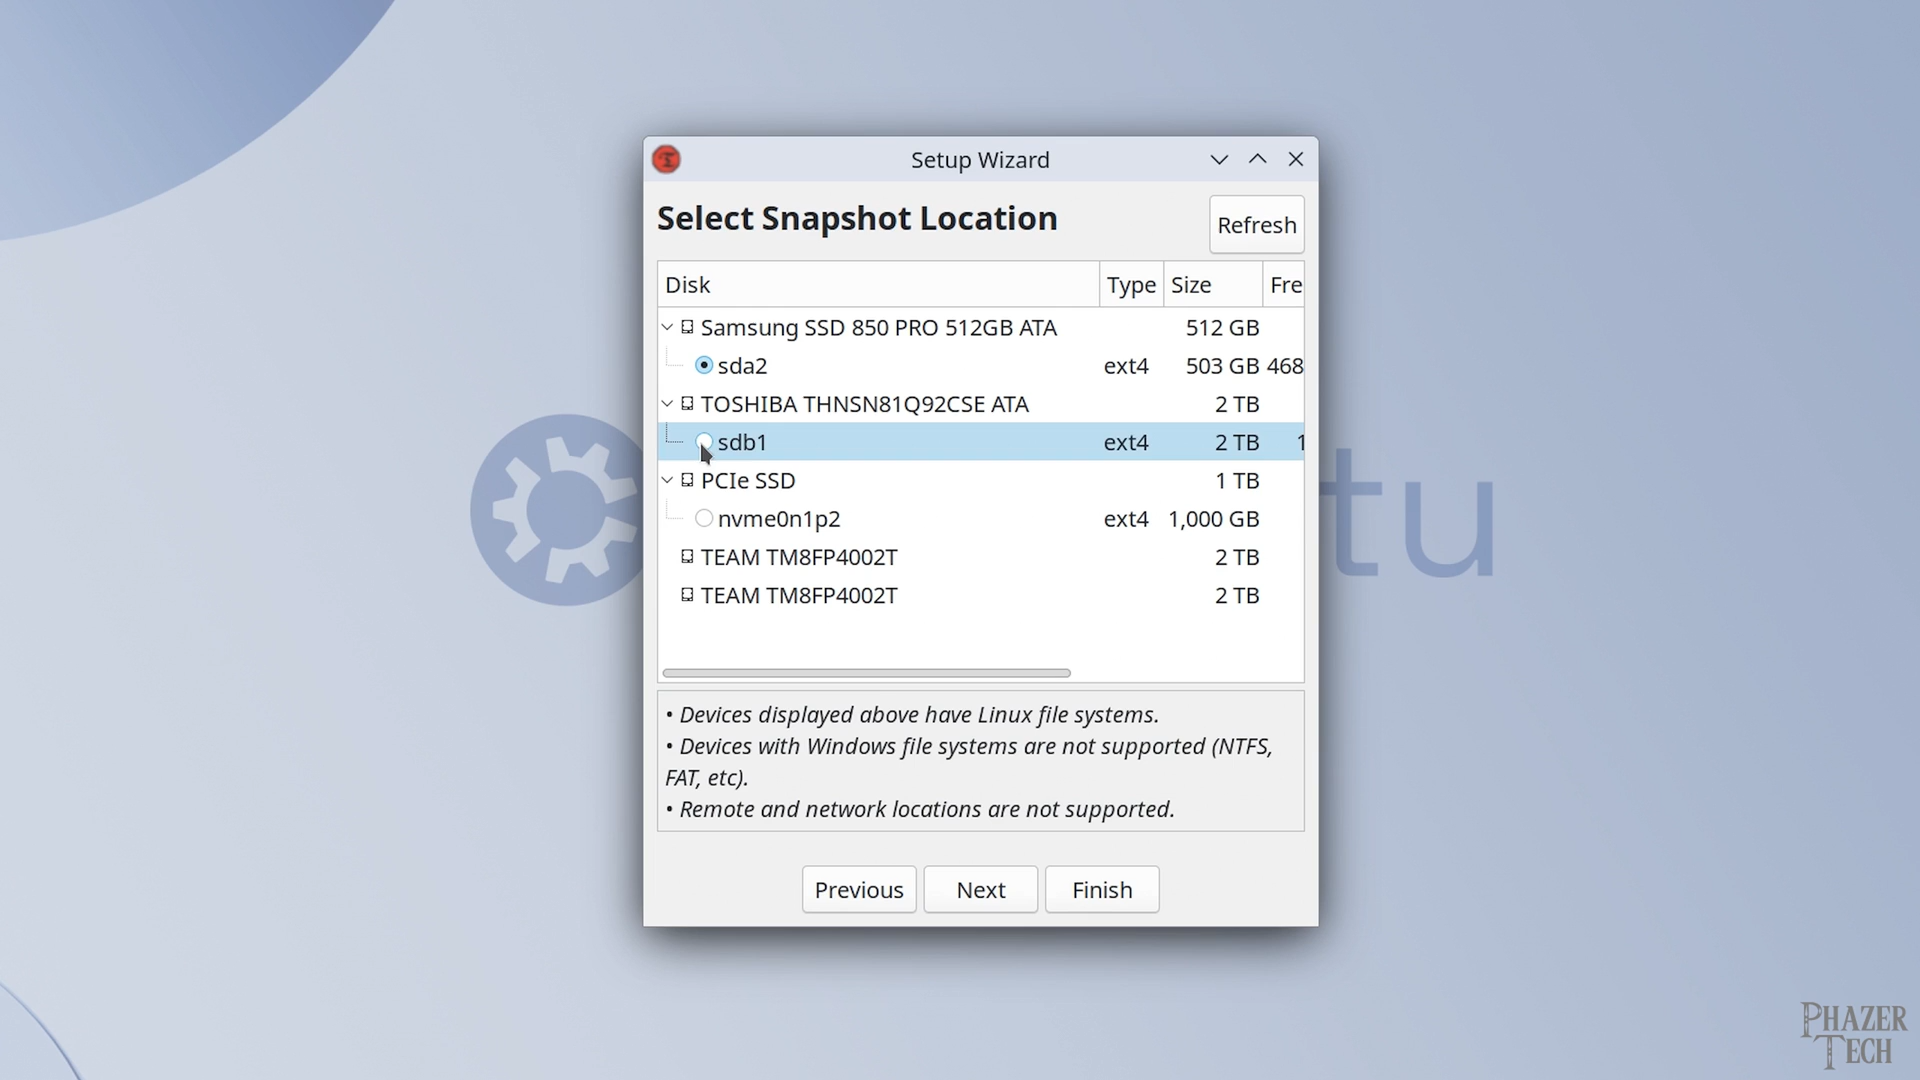 Setup Wizard
Select Snapshot Location
Refresh
Disk Type Size Fre
Samsung SSD 850 PRO 512GB ATA 512 GB
sda2 ext4 503 GB 468
TOSHIBA THNSN81Q92CSE ATA 2 TB
sdb1 ext4 2 TB 1
PCIe SSD 1 TB
nvme0n1p2 ext4 1,000 GB
TEAM TM8FP4002T 2 TB
TEAM TM8FP4002T 2 TB
tu
• Devices displayed above have Linux file systems.
• Devices with Windows file systems are not supported (NTFS,
FAT, etc).
• Remote and network locations are not supported.
Previous Next Finish
PHAZER
TECH